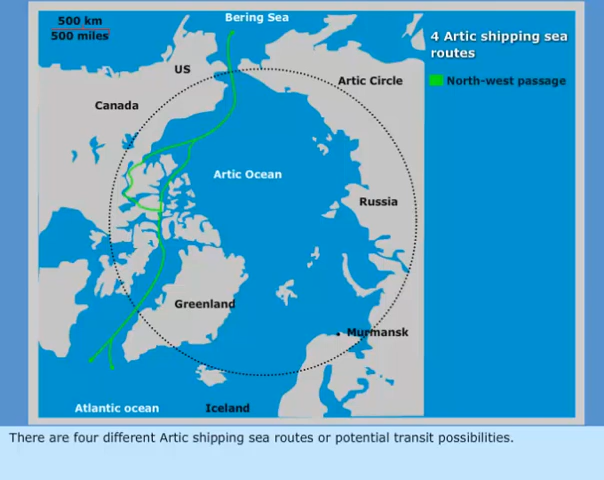 Bering Sea
500 km
500 miles
4 Artic shipping sea
routes
US
Artic Circle
North-west passage
Canada
Artic Ocean
Russia
Greenland
Murmansk
Atlantic ocean
Iceland
There are four different Artic shipping sea routes or potential transit possibilities.